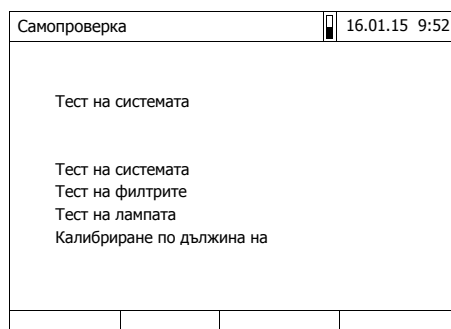 Самопроверка 16.01.15 9:52
Тест на системата
Тест на системата
Тест на филтрите
Тест на лампата
Калибриране по дължина на